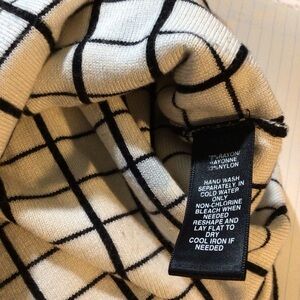 RAYON/
RAYONNE
NYLON
HAND WASH
SEPARATELY IN
COLD WATER
ONLY
NON-CHLORINE
BLEACH WHEN
NEEDED
RESHAPE AND
LAY FLAT TO
DRY
COOL IRON IF
NEEDED